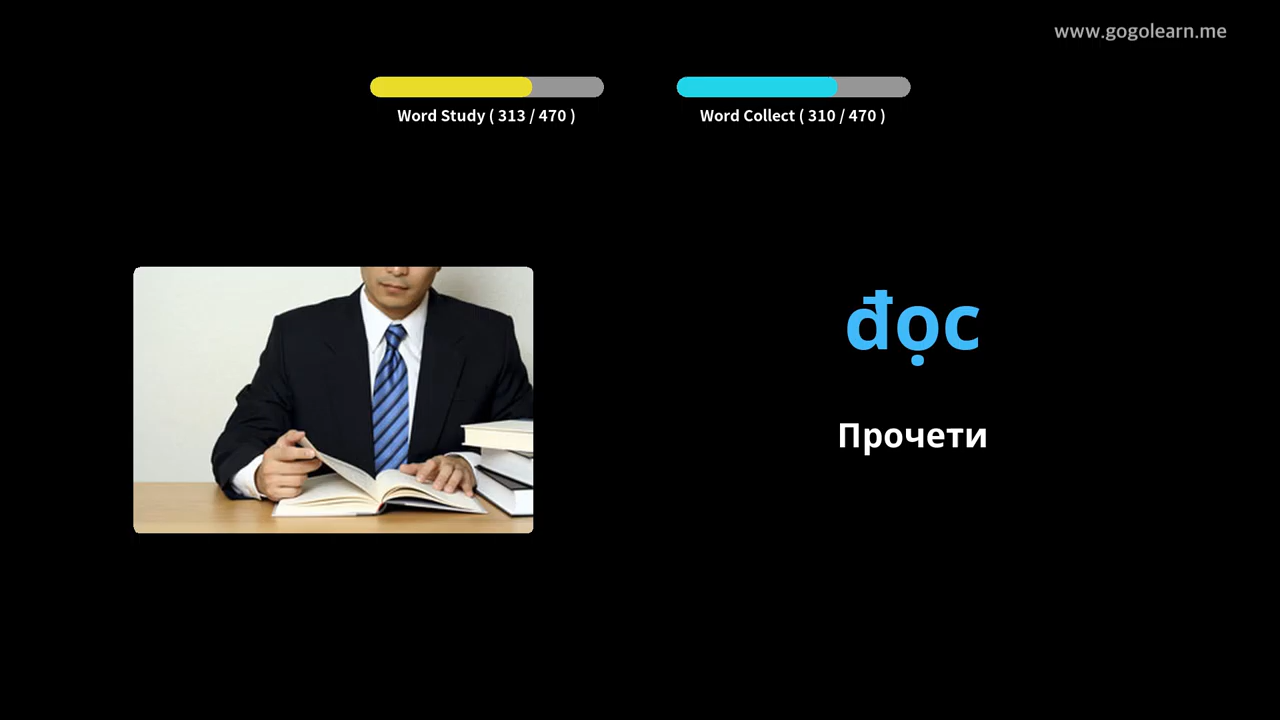 www.gogolearn.me
Word Study ( 313 / 470 )
Word Collect ( 310 / 470 )
đọc
Прочети